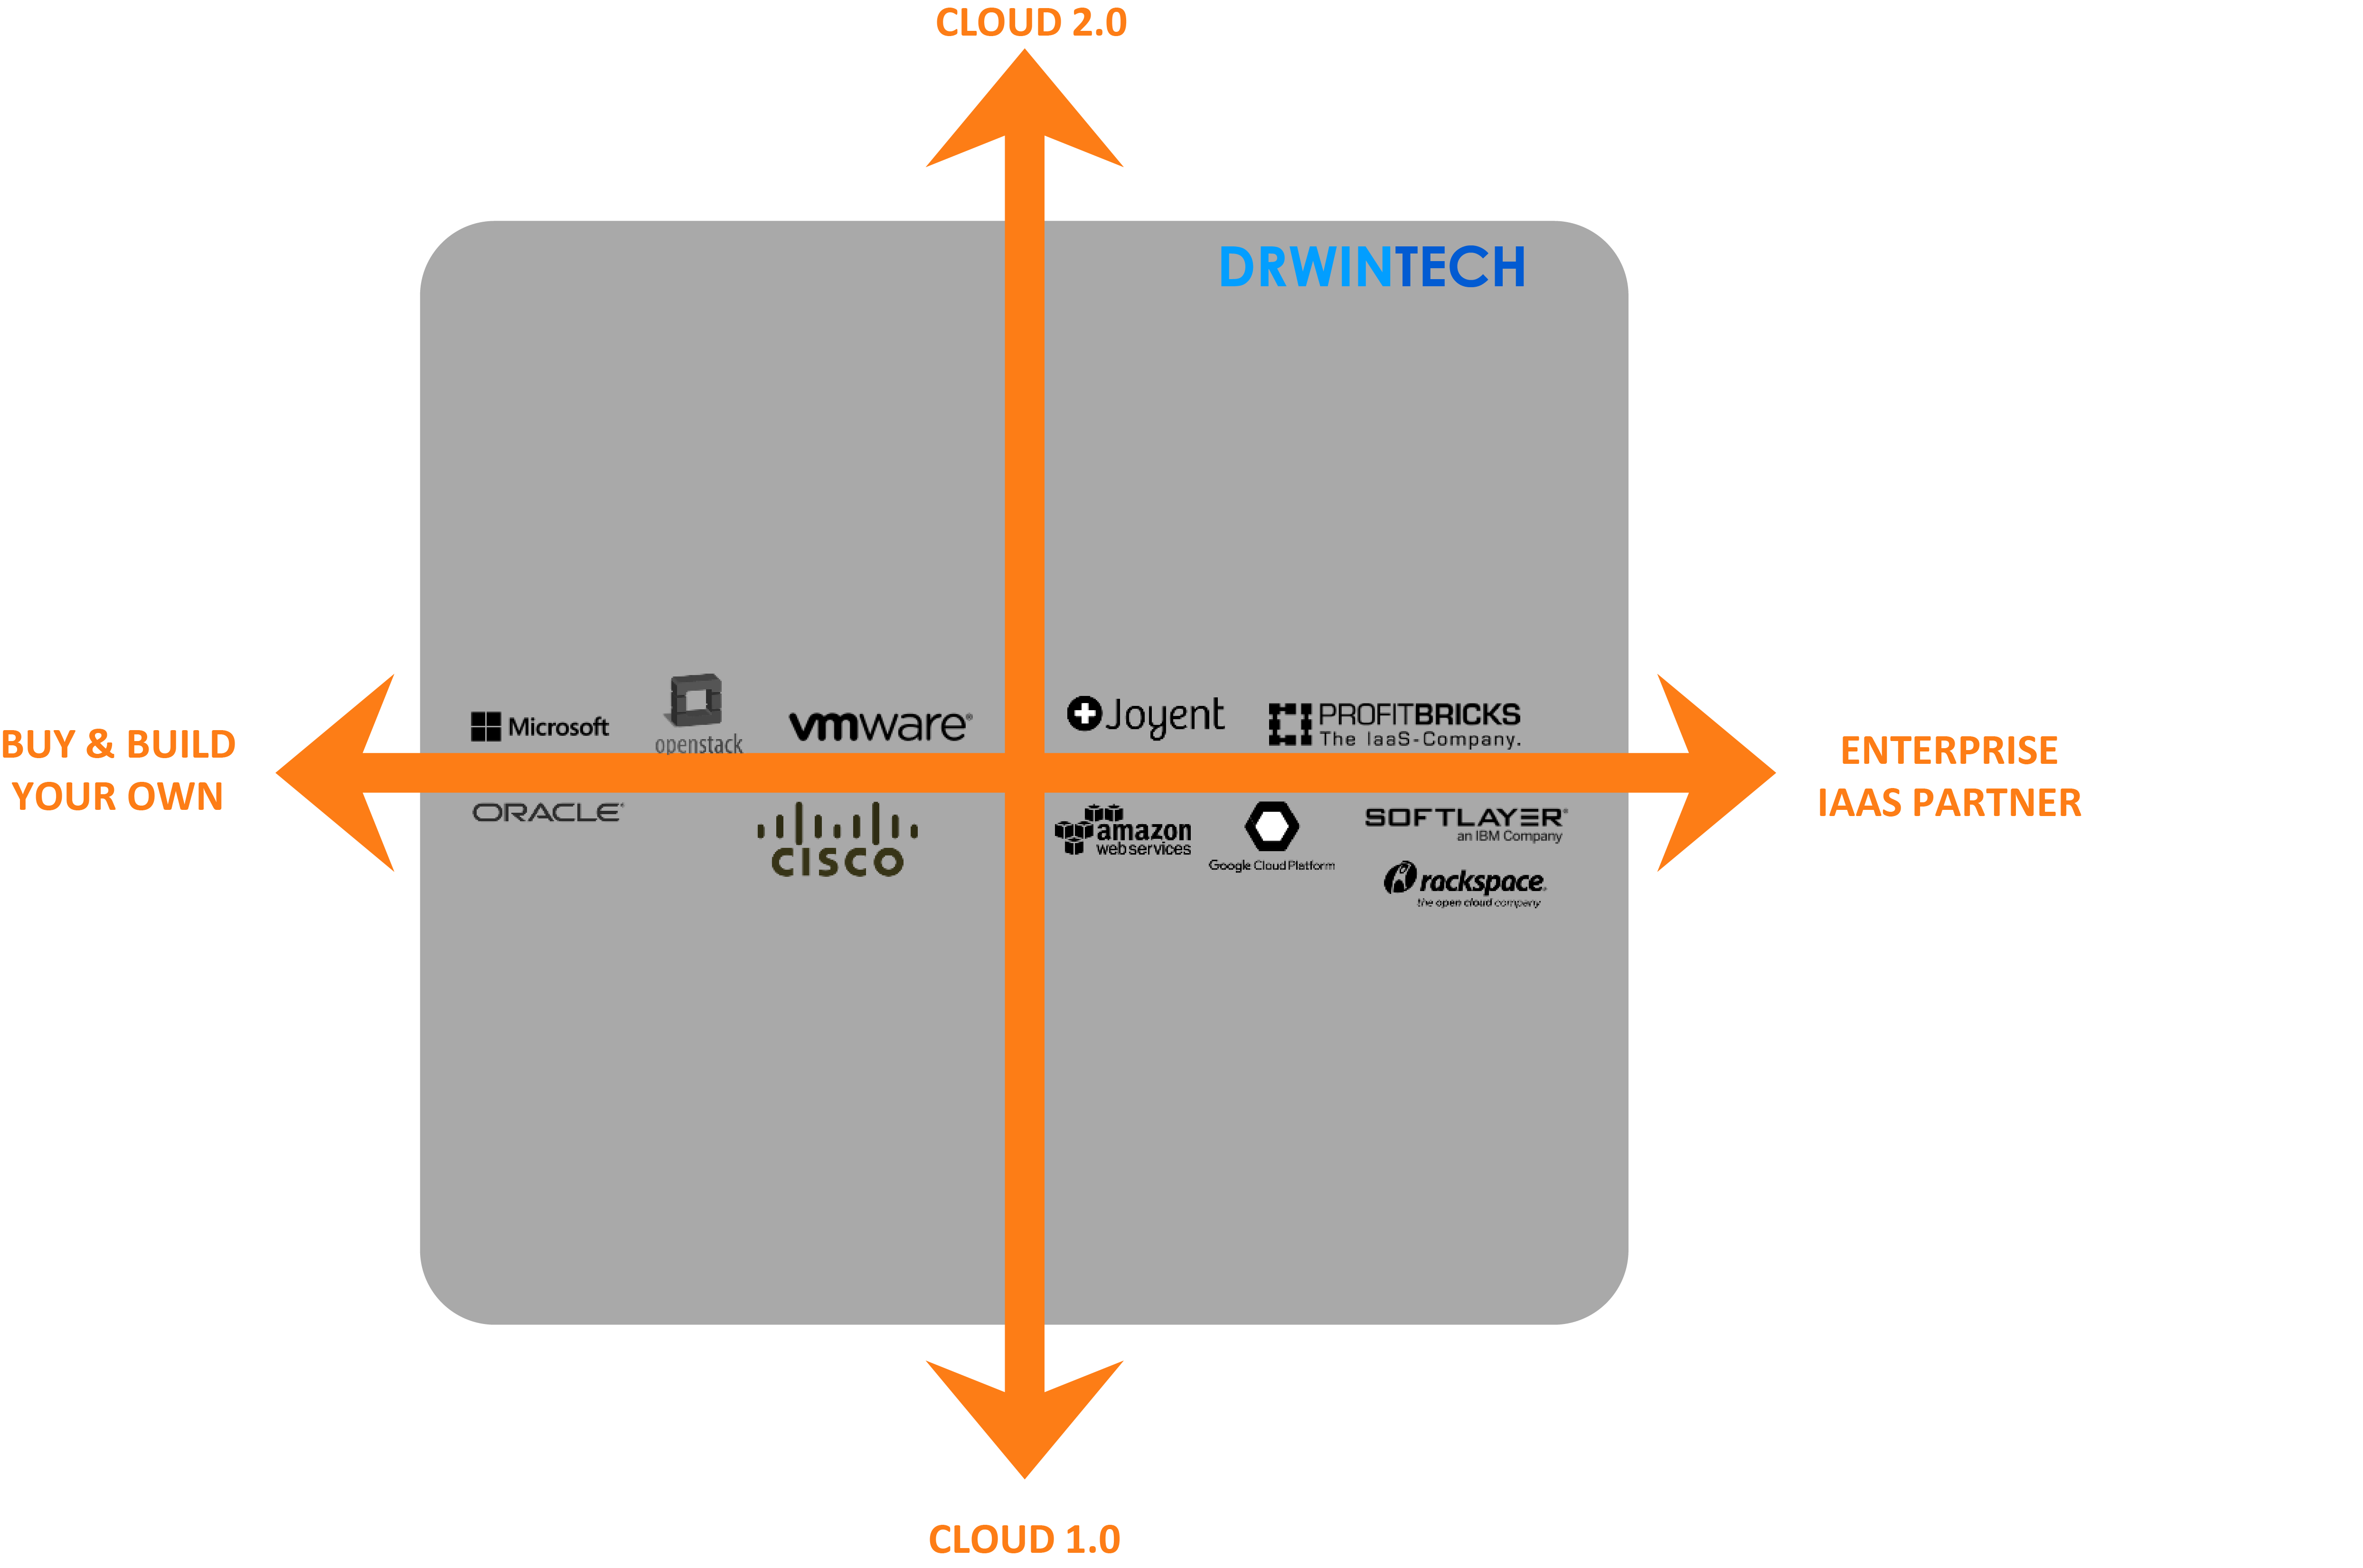 CLOUD 2.0
DRWINTECH
BUY & BUILD
YOUR OWN
Microsoft
openstack
vmware®
Joyent
PROFITBRICKS
The IaaS-Company.
ENTERPRISE
IAAS PARTNER
ORACLE®
cisco
amazon
web services
Google Cloud Platform
SOFTLAYER®
an IBM Company
rackspace®
the open cloud company
CLOUD 1.0